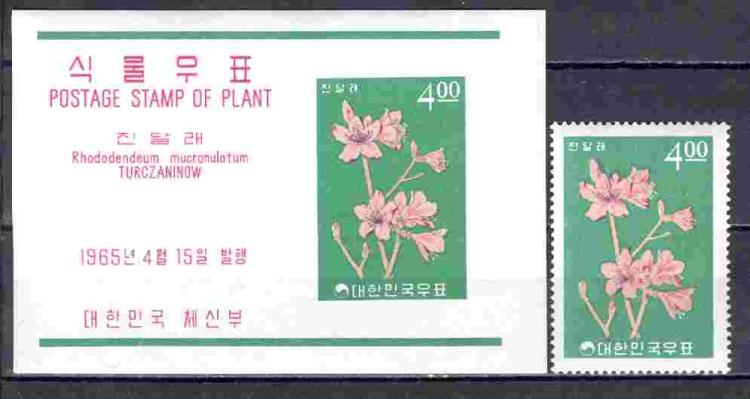 식물우표
POSTAGE STAMP OF PLANT
진달래
Rhododendeum mucronulatum
TURCZANINOW
1965년 4월 15일 발행
대한민국 체신부
진달래 4.00
대한민국우표
진달래 4.00
대한민국우표